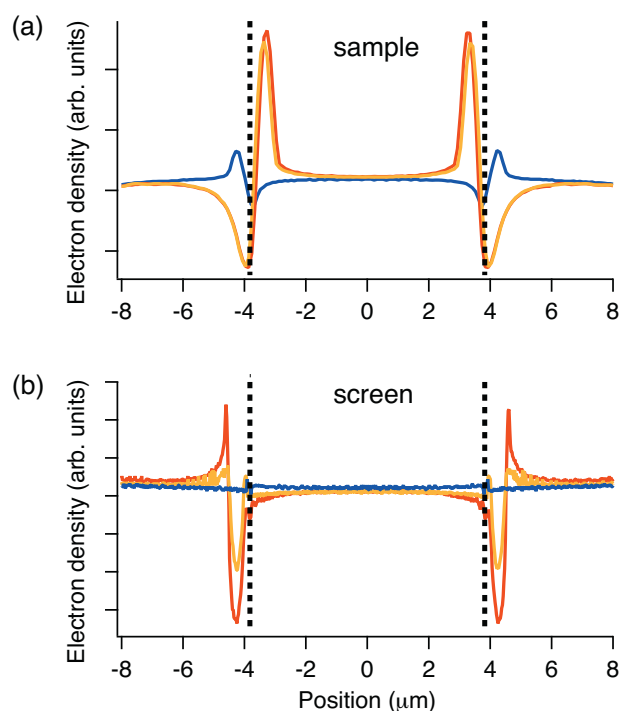 (a)
sample
Electron density (arb. units)
-8 -6 -4 -2 0 2 4 6 8
(b)
screen
Electron density (arb. units)
-8 -6 -4 -2 0 2 4 6 8
Position (μm)